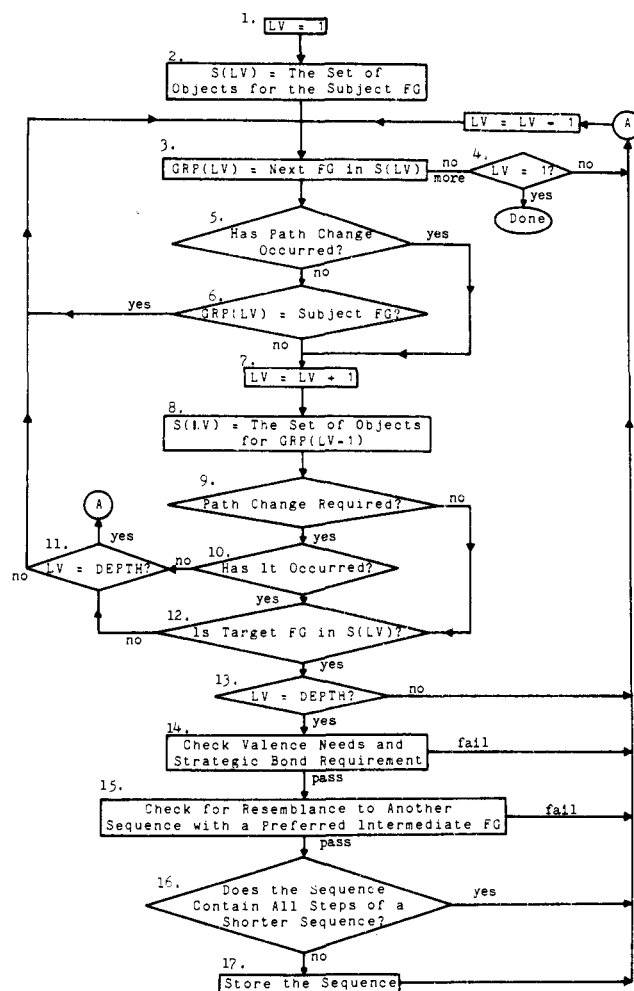 1.
LV = 1
2.
S(LV) = The Set of
Objects for the Subject FG
LV = LV - 1
A
3.
GRP(LV) = Next FG in S(LV)
no
more
4.
LV = 1?
no
yes
Done
5.
Has Path Change
Occurred?
yes
no
6.
GRP(LV) = Subject FG?
yes
no
7.
LV = LV + 1
8.
S(LV) = The Set of Objects
for GRP(LV-1)
9.
Path Change Required?
no
yes
A
yes
11.
LV = DEPTH?
no
no
10.
Has It Occurred?
yes
12.
Is Target FG in S(LV)?
no
yes
13.
LV = DEPTH?
no
yes
14.
Check Valence Needs and
Strategic Bond Requirement
fail
pass
15.
Check for Resemblance to Another
Sequence with a Preferred Intermediate FG
fail
pass
16.
Does the Sequence
Contain All Steps of a
Shorter Sequence?
yes
no
17.
Store the Sequence